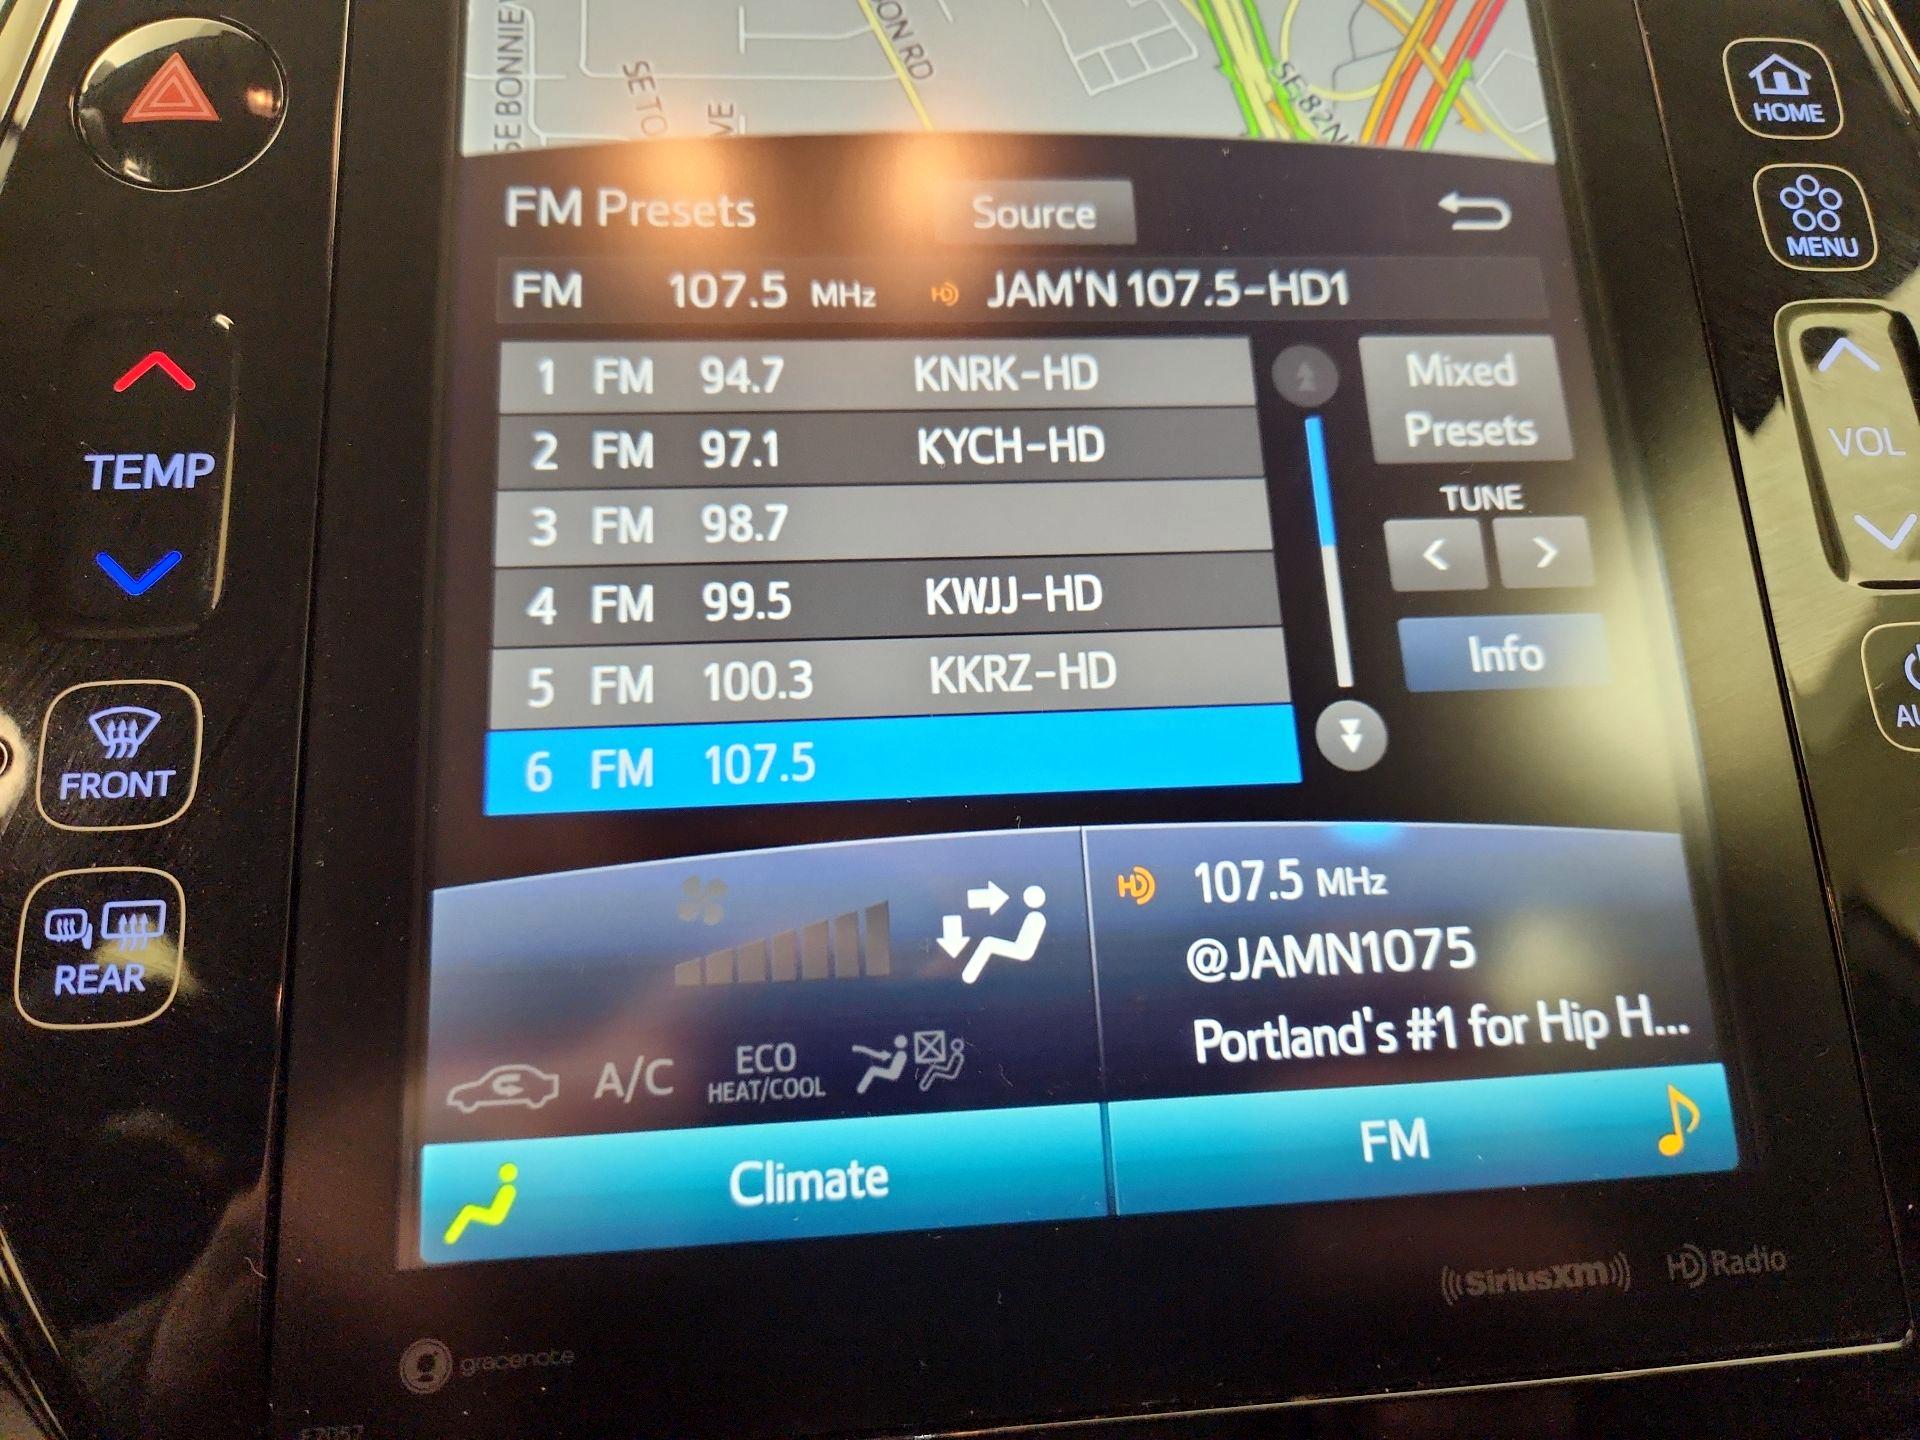 SE BONNIE
SE TO
ON RD
VE
SE 82N
HOME
MENU
FM Presets
Source
FM 107.5 MHz HD JAM'N 107.5-HD1
1 FM 94.7 KNRK-HD
2 FM 97.1 KYCH-HD
3 FM 98.7
4 FM 99.5 KWJJ-HD
5 FM 100.3 KKRZ-HD
6 FM 107.5
Mixed
Presets
TUNE
< >
Info
TEMP
VOL
AU
FRONT
REAR
HD 107.5 MHz
@JAMN1075
Portland's #1 for Hip H...
A/C
ECO
HEAT/COOL
Climate
FM
SiriusXM HD Radio
g gracenote